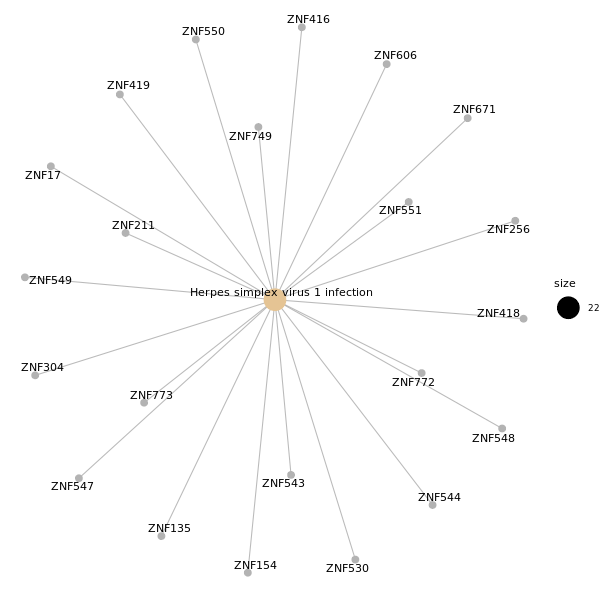 ZNF416
ZNF550
ZNF606
ZNF419
ZNF671
ZNF749
ZNF17
ZNF551
ZNF211
ZNF256
ZNF549
size
Herpes simplex virus 1 infection
22
ZNF418
ZNF304
ZNF772
ZNF773
ZNF548
ZNF543
ZNF547
ZNF544
ZNF135
ZNF154
ZNF530